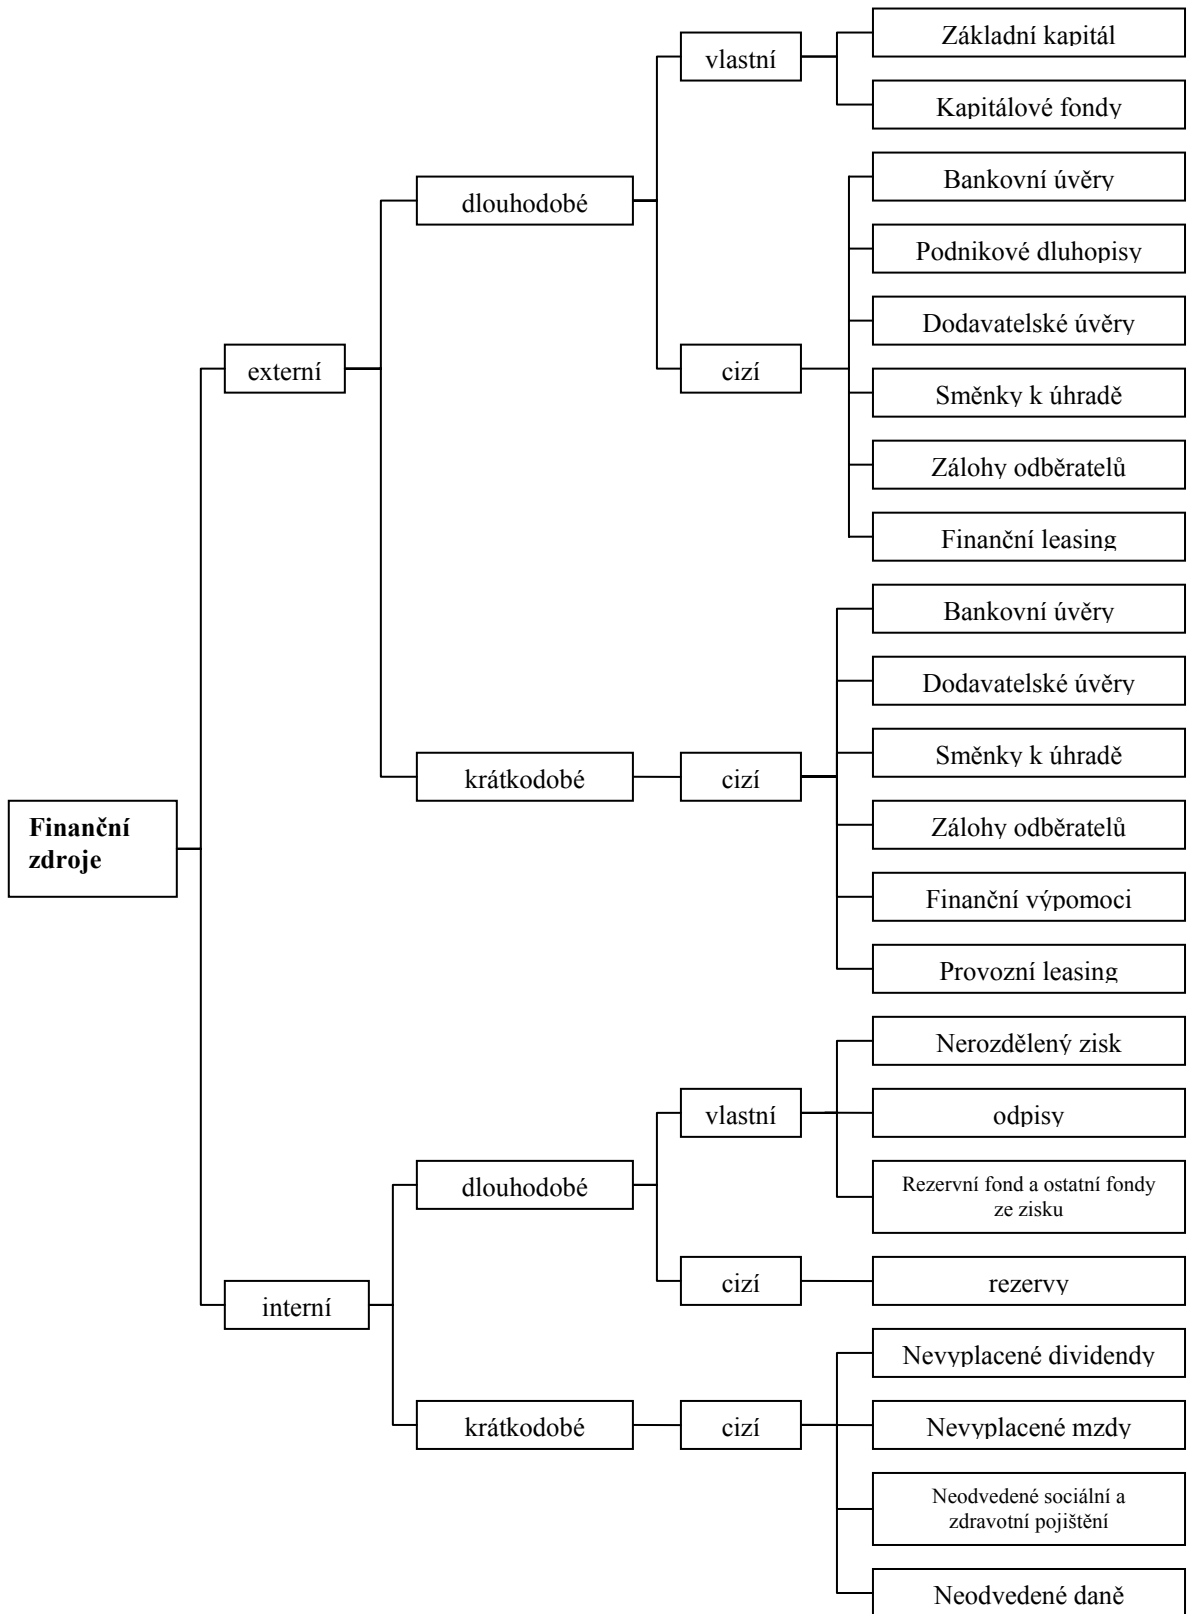 Základní kapitál
vlastní
Kapitálové fondy
Bankovní úvěry
dlouhodobé
Podnikové dluhopisy
Dodavatelské úvěry
externí
cizí
Směnky k úhradě
Zálohy odběratelů
Finanční leasing
Bankovní úvěry
Dodavatelské úvěry
Směnky k úhradě
krátkodobé
cizí
Zálohy odběratelů
Finanční
zdroje
Finanční výpomoci
Provozní leasing
Nerozdělený zisk
vlastní
odpisy
dlouhodobé
Rezervní fond a ostatní fondy
ze zisku
cizí
rezervy
interní
Nevyplacené dividendy
krátkodobé
cizí
Nevyplacené mzdy
Neodvedené sociální a
zdravotní pojištění
Neodvedené daně